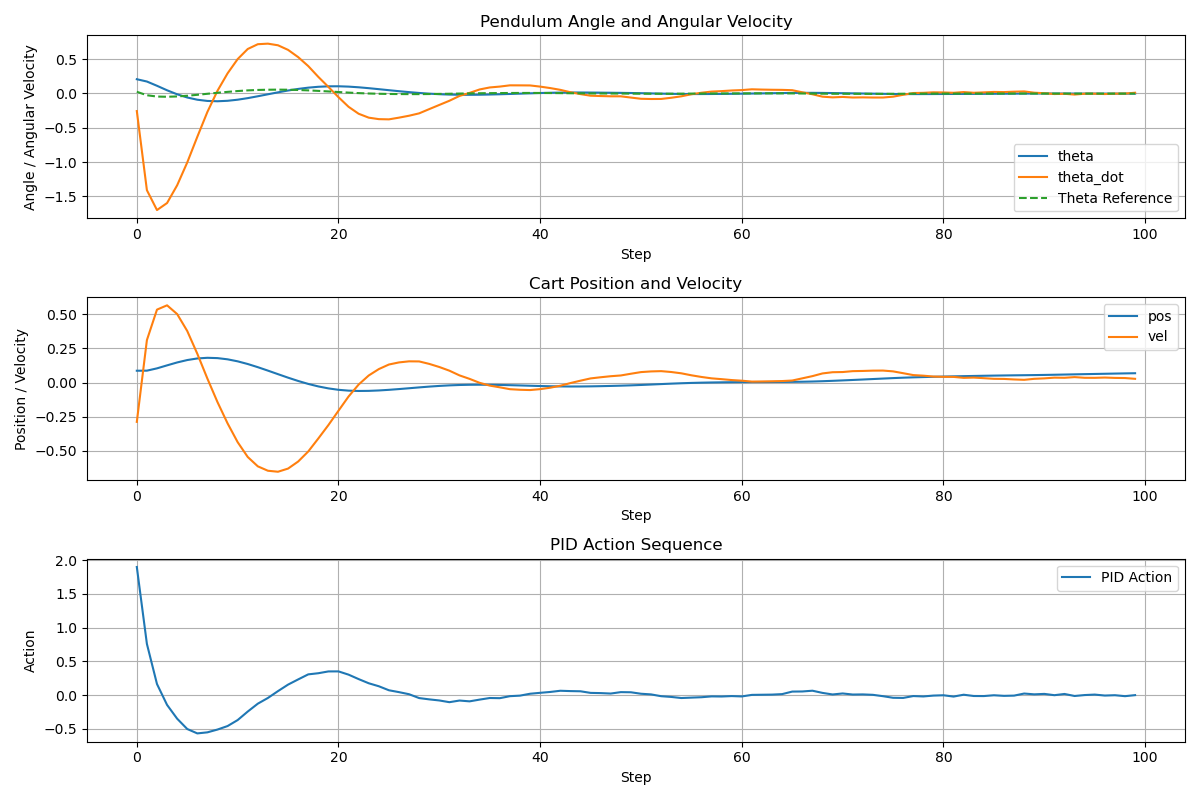 Pendulum Angle and Angular Velocity
Angle / Angular Velocity
0.5
0.0
−0.5
−1.0
−1.5
theta
theta_dot
Theta Reference
0 20 40 60 80 100
Step
Cart Position and Velocity
Position / Velocity
0.50
0.25
0.00
−0.25
−0.50
pos
vel
0 20 40 60 80 100
Step
PID Action Sequence
Action
2.0
1.5
1.0
0.5
0.0
−0.5
PID Action
0 20 40 60 80 100
Step